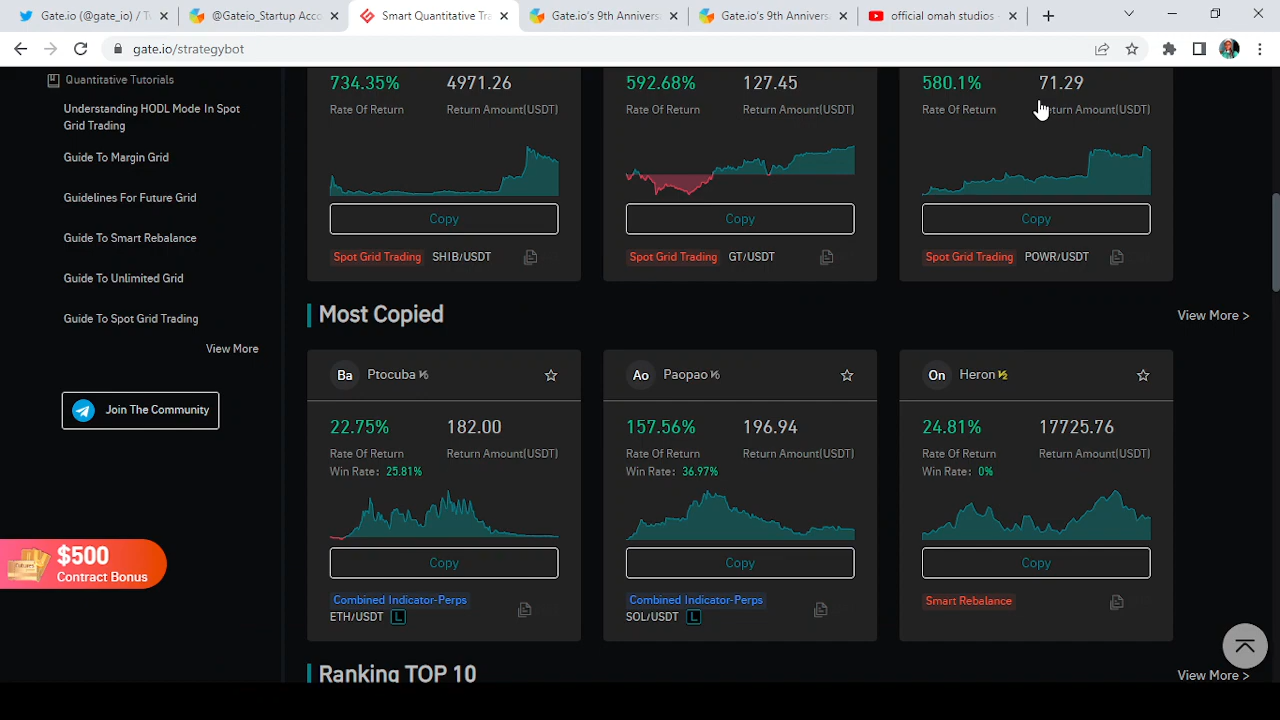 Gate.io (@gate_io) / T
@Gateio_Startup Acco
Smart Quantitative Tra
Gate.io's 9th Annivers
Gate.io's 9th Annivers
official omah studios
gate.io/strategybot
Quantitative Tutorials
Understanding HODL Mode In Spot
Grid Trading
Guide To Margin Grid
Guidelines For Future Grid
Guide To Smart Rebalance
Guide To Unlimited Grid
Guide To Spot Grid Trading
View More
Join The Community
$500
Contract Bonus
734.35% 4971.26
Rate Of Return Return Amount(USDT)
Copy
Spot Grid Trading SHIB/USDT
592.68% 127.45
Rate Of Return Return Amount(USDT)
Copy
Spot Grid Trading GT/USDT
580.1% 71.29
Rate Of Return turn Amount(USDT)
Copy
Spot Grid Trading POWR/USDT
Most Copied
View More >
Ba Ptocuba
22.75% 182.00
Rate Of Return Return Amount(USDT)
Win Rate: 25.81%
Copy
Combined Indicator-Perps
ETH/USDT L
Ao Paopao
157.56% 196.94
Rate Of Return Return Amount(USDT)
Win Rate: 36.97%
Copy
Combined Indicator-Perps
SOL/USDT L
On Heron
24.81% 17725.76
Rate Of Return Return Amount(USDT)
Win Rate: 0%
Copy
Smart Rebalance
Ranking TOP 10
View More >